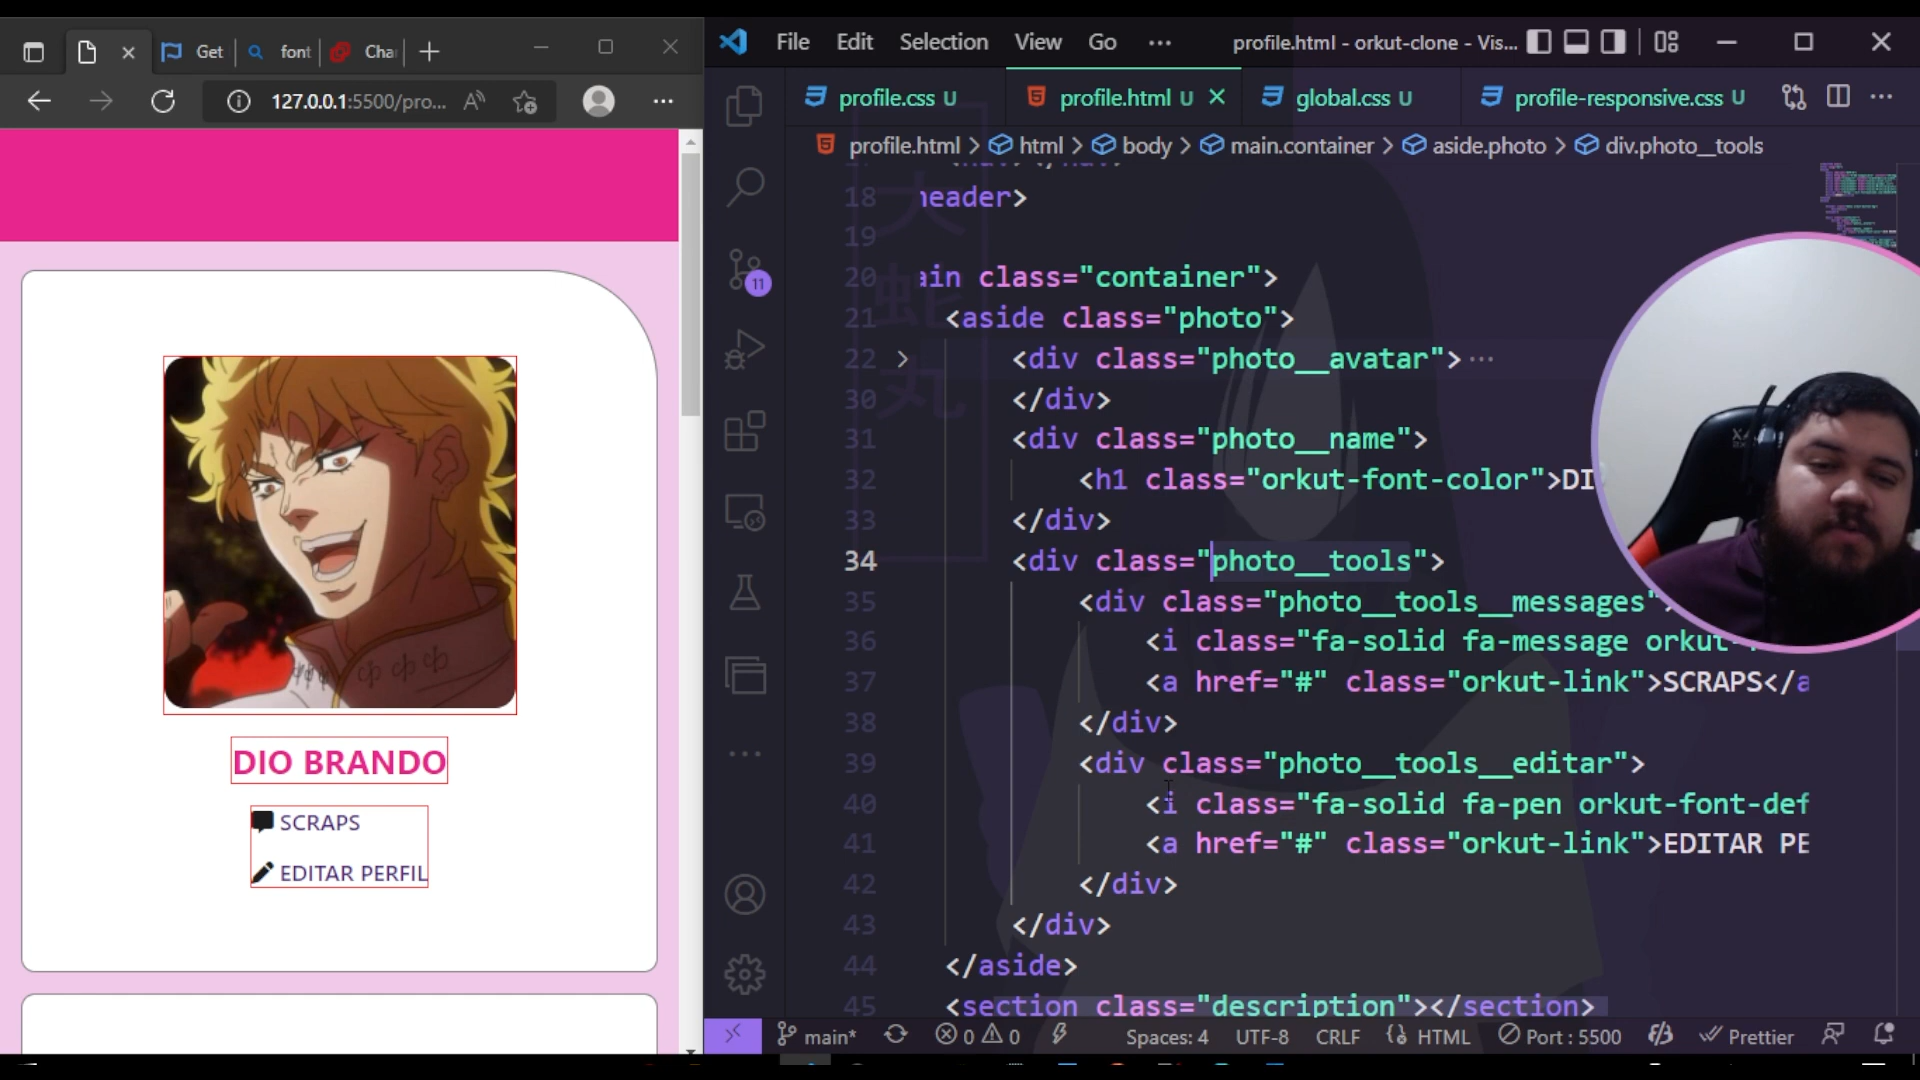 Get
font
Cha
127.0.0.1:5500/pro...
DIO BRANDO
SCRAPS
EDITAR PERFIL
File Edit Selection View Go ... profile.html - orkut-clone - Vis...
profile.css U profile.html U global.css U profile-responsive.css U
profile.html > html > body > main.container > aside.photo > div.photo__tools
18 header>
19
20 ain class="container">
21 <aside class="photo">
22 <div class="photo__avatar">...
30 </div>
31 <div class="photo__name">
32 <h1 class="orkut-font-color">DI
33 </div>
34 <div class="photo__tools">
35 <div class="photo__tools__messages">
36 <i class="fa-solid fa-message orkut-
37 <a href="#" class="orkut-link">SCRAPS</a
38 </div>
39 <div class="photo__tools__editar">
40 <i class="fa-solid fa-pen orkut-font-def
41 <a href="#" class="orkut-link">EDITAR PE
42 </div>
43 </div>
44 </aside>
45 <section class="description"></section>
11
大蛇丸
main* 0 0 Spaces: 4 UTF-8 CRLF HTML Port : 5500 Prettier